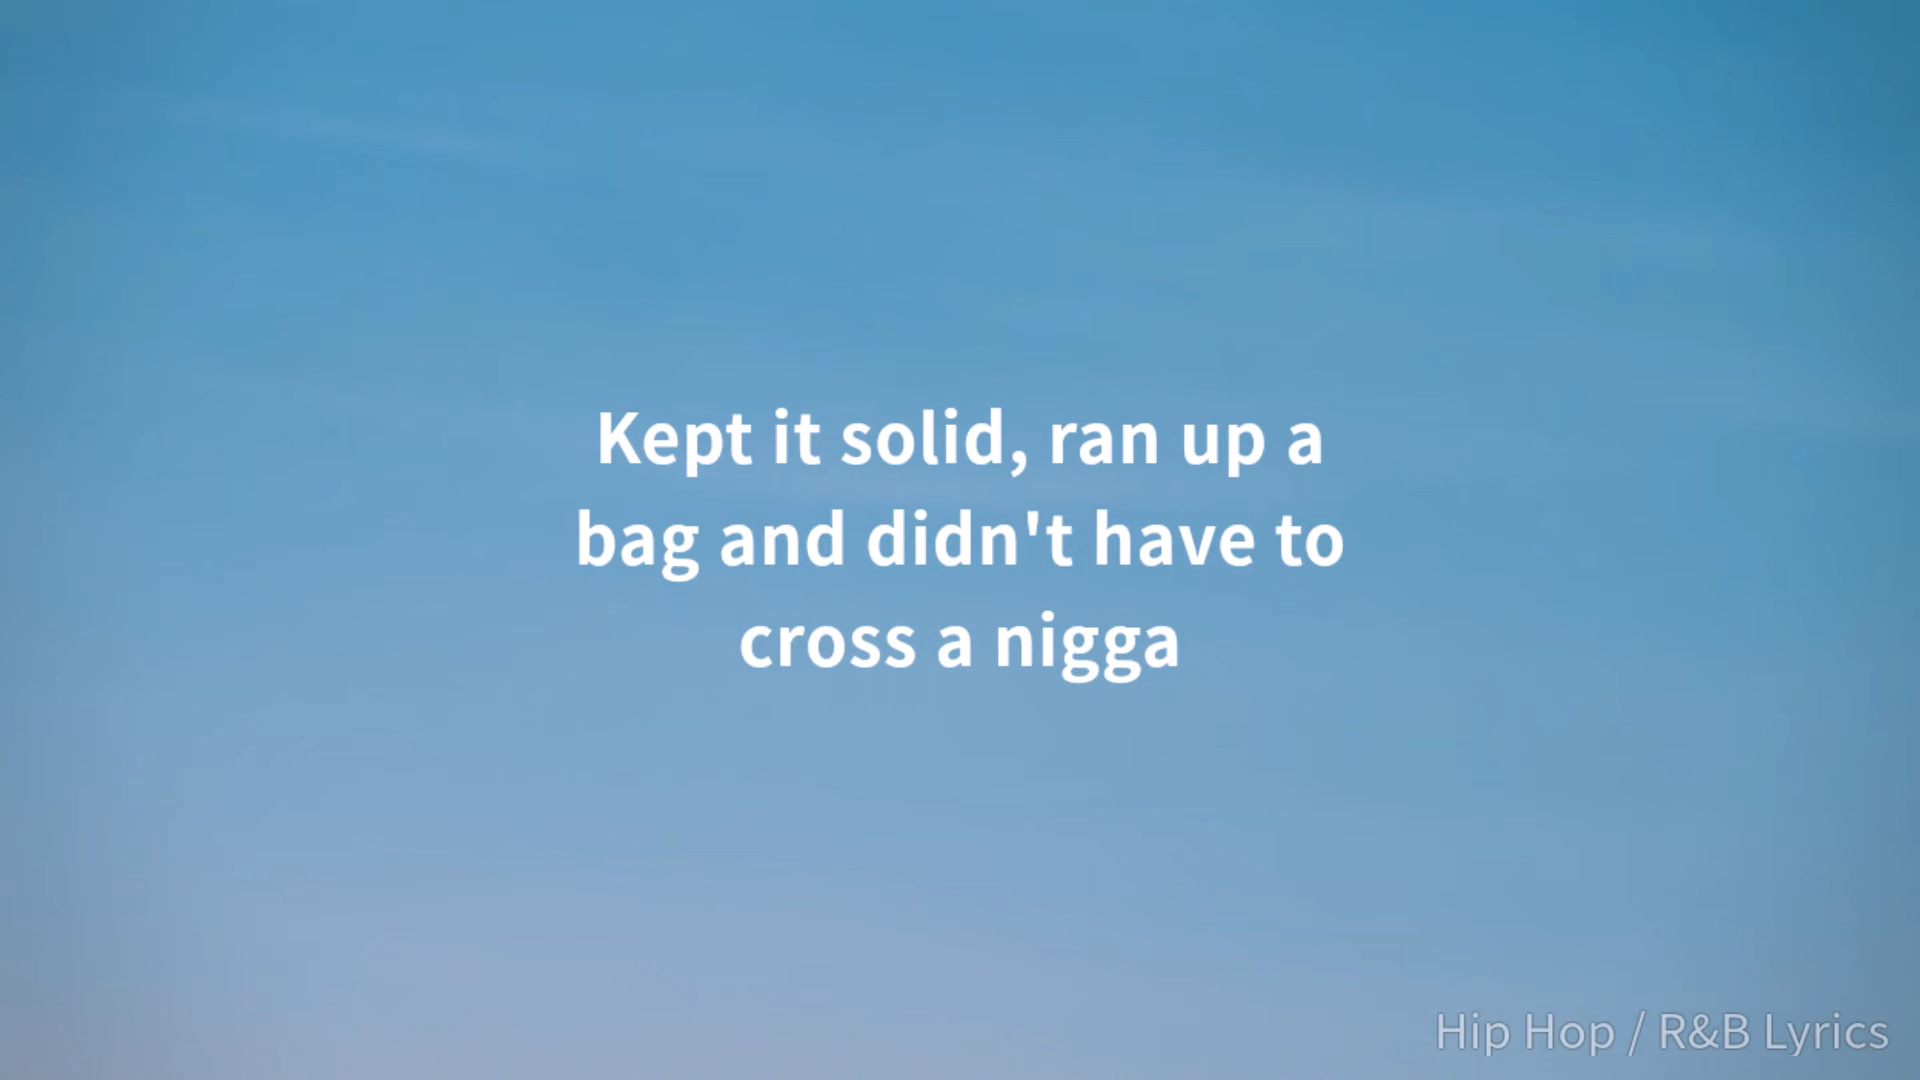 Kept it solid, ran up a
bag and didn't have to
cross a nigga
Hip Hop / R&B Lyrics